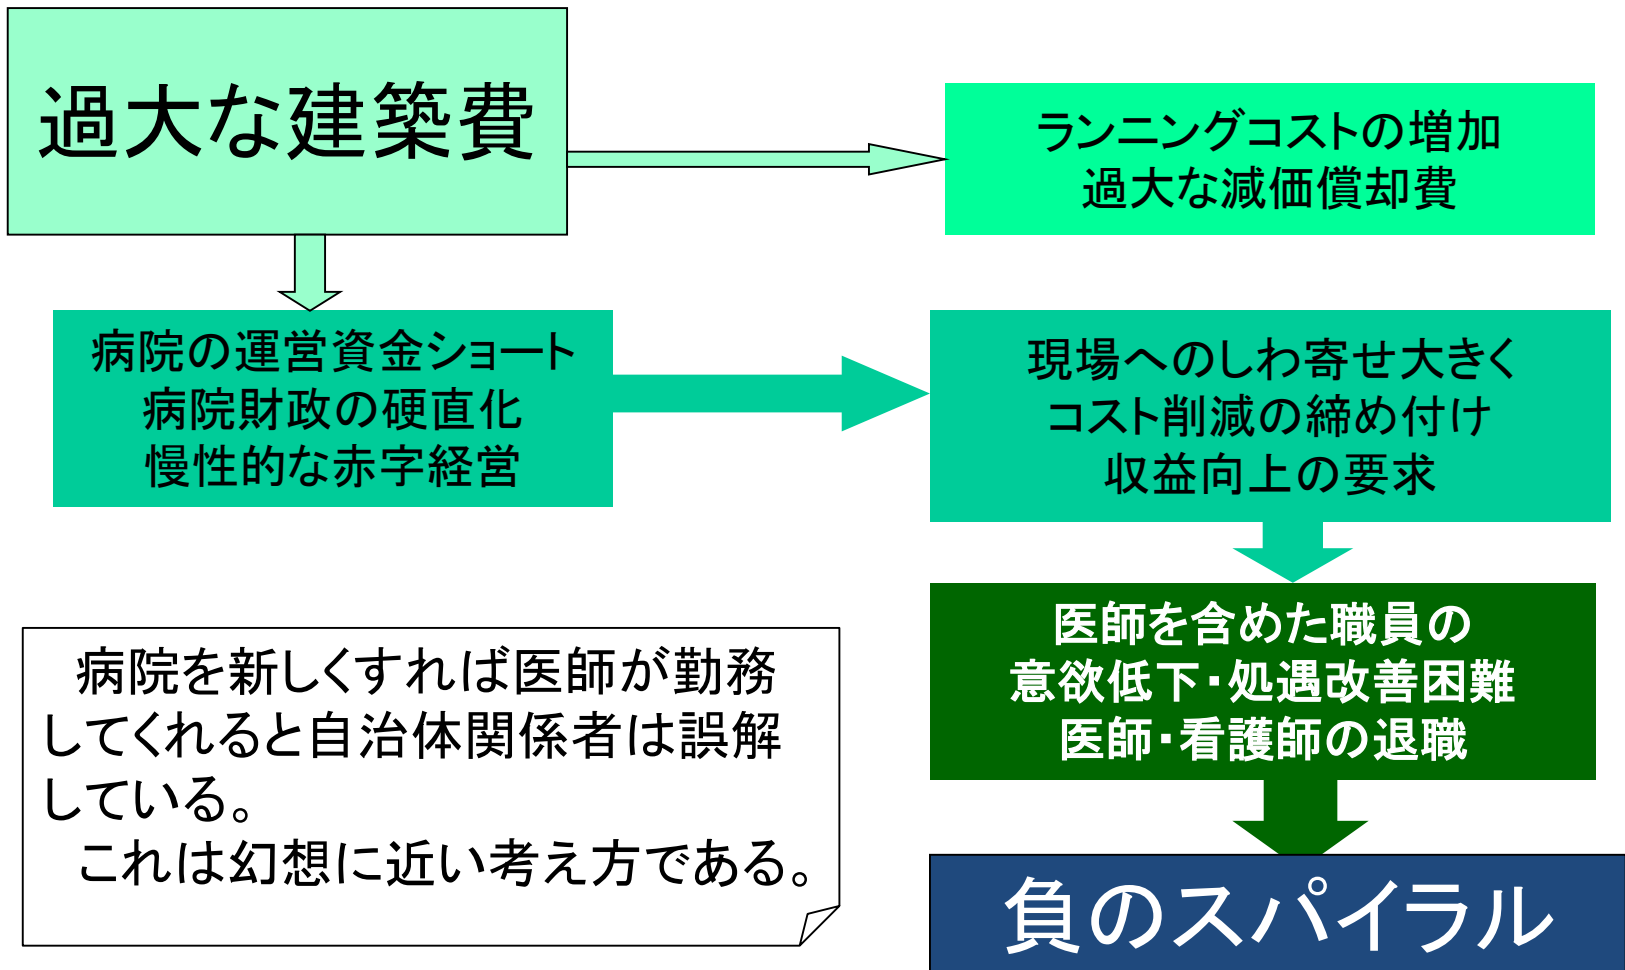 過大な建築費
ランニングコストの増加
過大な減価償却費
病院の運営資金ショート
病院財政の硬直化
慢性的な赤字経営
現場へのしわ寄せ大きく
コスト削減の締め付け
収益向上の要求
医師を含めた職員の
意欲低下・処遇改善困難
医師・看護師の退職
病院を新しくすれば医師が勤務
してくれると自治体関係者は誤解
している。
これは幻想に近い考え方である。
負のスパイラル